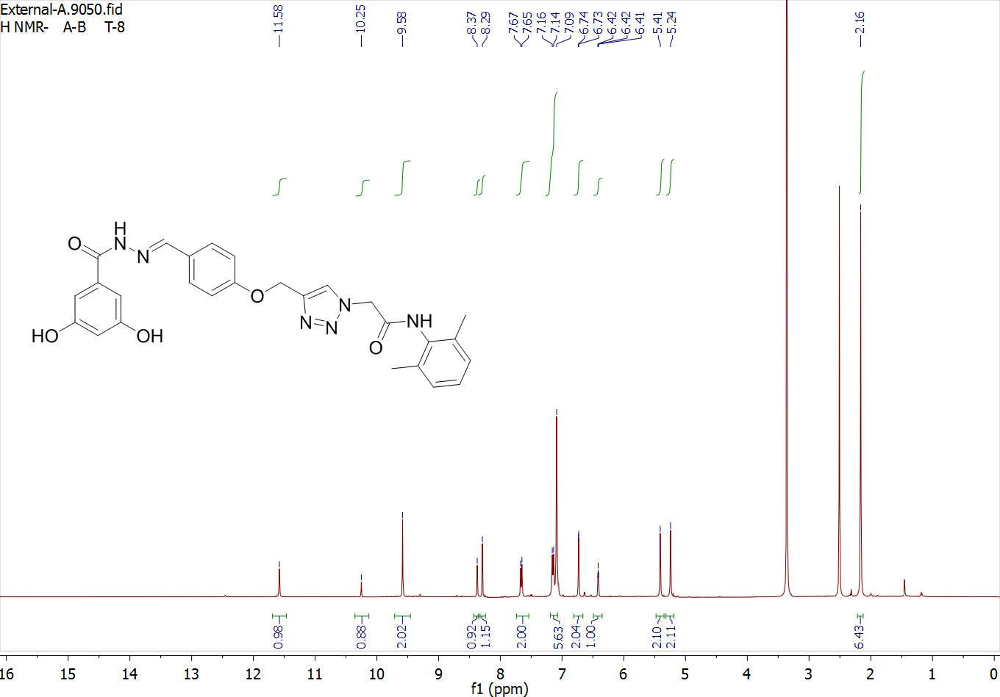 External-A.9050.fid
H NMR- A-B T-8
11.58
10.25
9.58
8.37
8.29
7.67
7.65
7.16
7.14
7.09
6.74
6.73
6.42
6.42
6.41
5.41
5.24
2.16
H
O
N
N
O
HO
OH
N
N
N
NH
O
0.98
0.88
2.02
0.92
1.15
2.00
5.63
2.04
1.00
2.10
2.11
6.43
16 15 14 13 12 11 10 9 8 7 6 5 4 3 2 1 0
f1 (ppm)